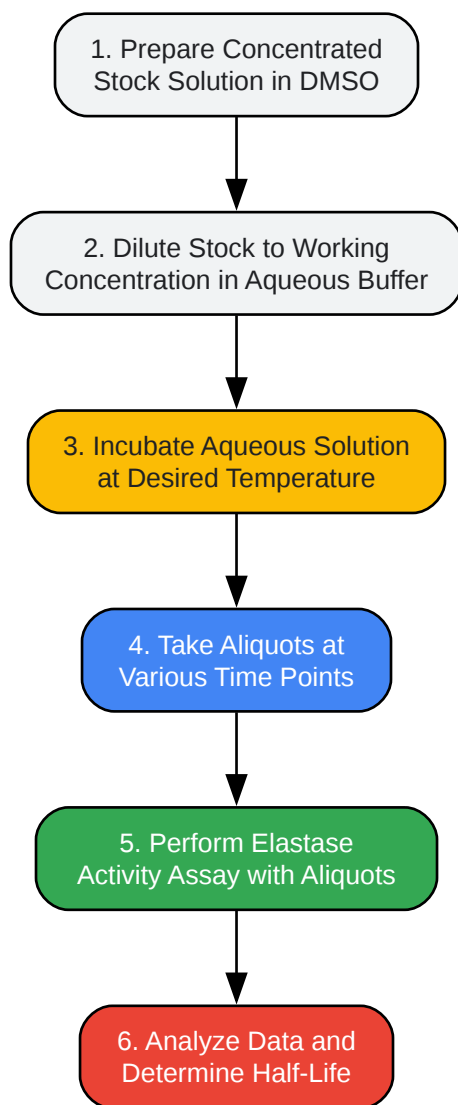 1. Prepare Concentrated
Stock Solution in DMSO
2. Dilute Stock to Working
Concentration in Aqueous Buffer
3. Incubate Aqueous Solution
at Desired Temperature
4. Take Aliquots at
Various Time Points
5. Perform Elastase
Activity Assay with Aliquots
6. Analyze Data and
Determine Half-Life